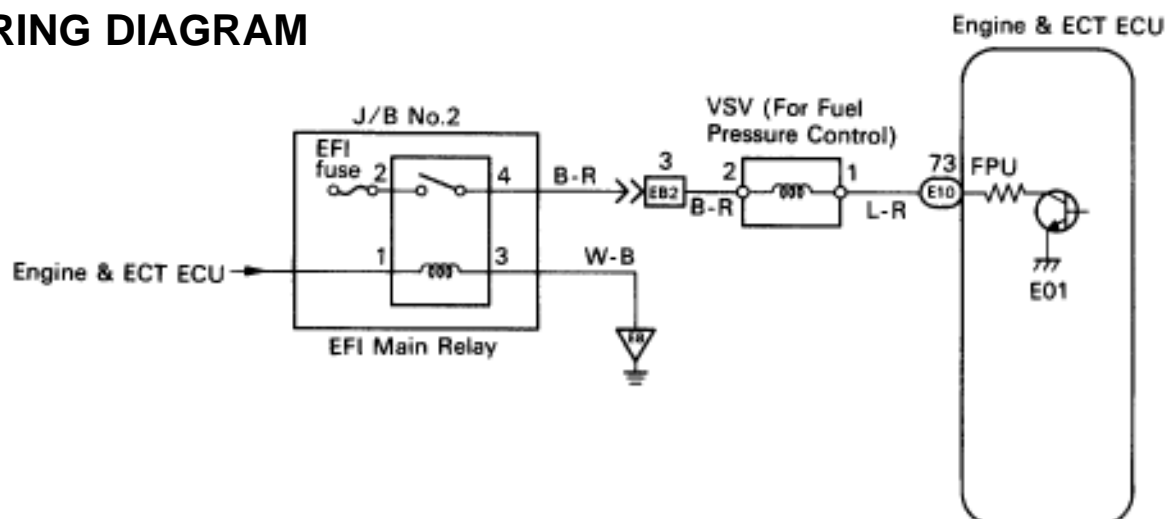 RING DIAGRAM
Engine & ECT ECU
J/B No.2
VSV (For Fuel
Pressure Control)
EFI
fuse
2
4
B-R
3
EB2
B-R
2
1
L-R
73
E10
FPU
Engine & ECT ECU
1
3
W-B
E01
EFI Main Relay